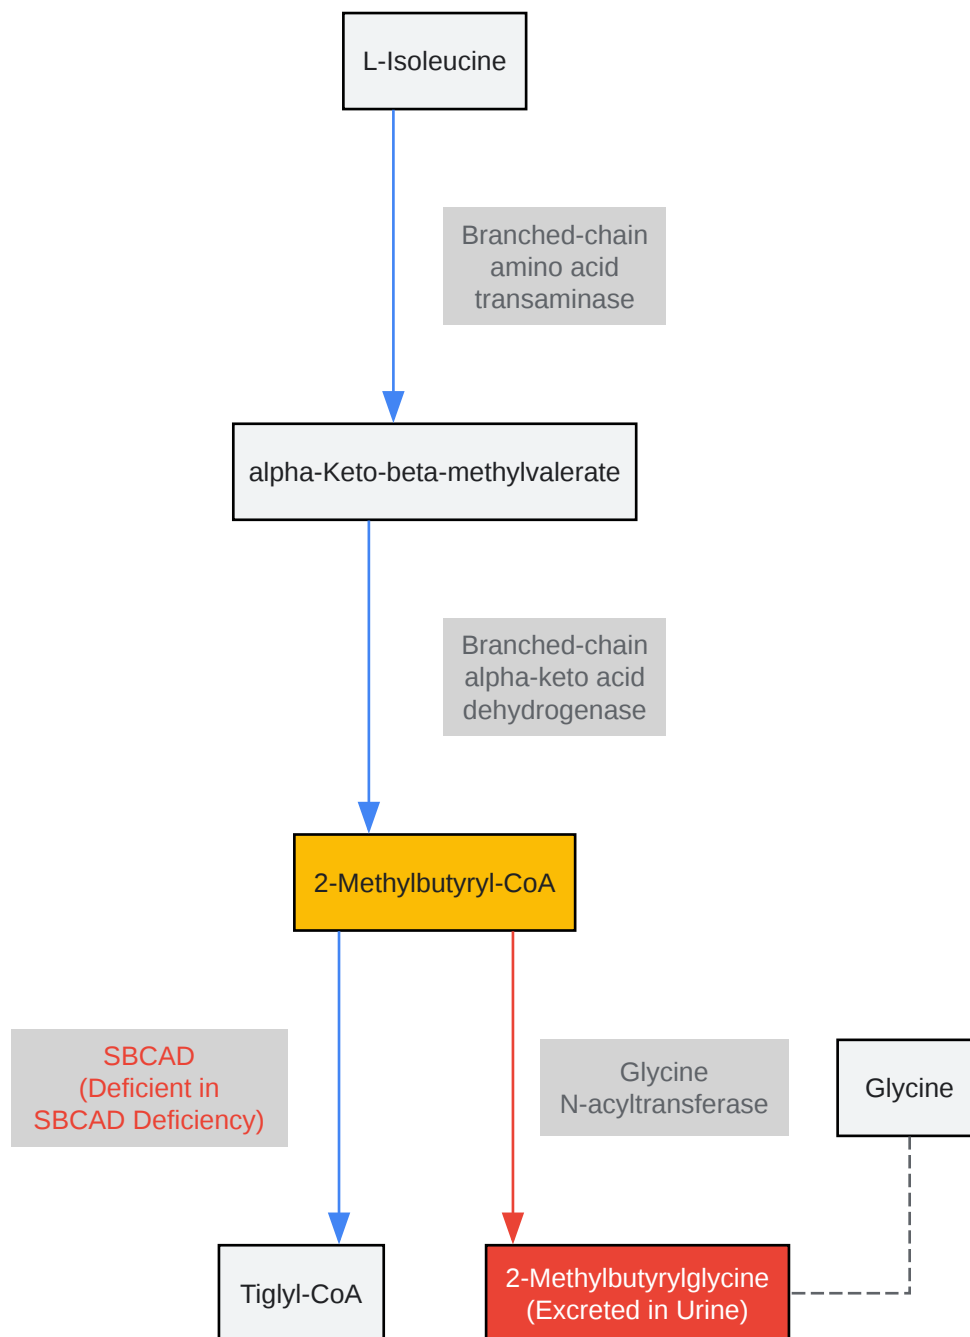 L-Isoleucine
Branched-chain
amino acid
transaminase
alpha-Keto-beta-methylvalerate
Branched-chain
alpha-keto acid
dehydrogenase
2-Methylbutyryl-CoA
SBCAD
(Deficient in
SBCAD Deficiency)
Glycine
N-acyltransferase
Glycine
Tiglyl-CoA
2-Methylbutyrylglycine
(Excreted in Urine)